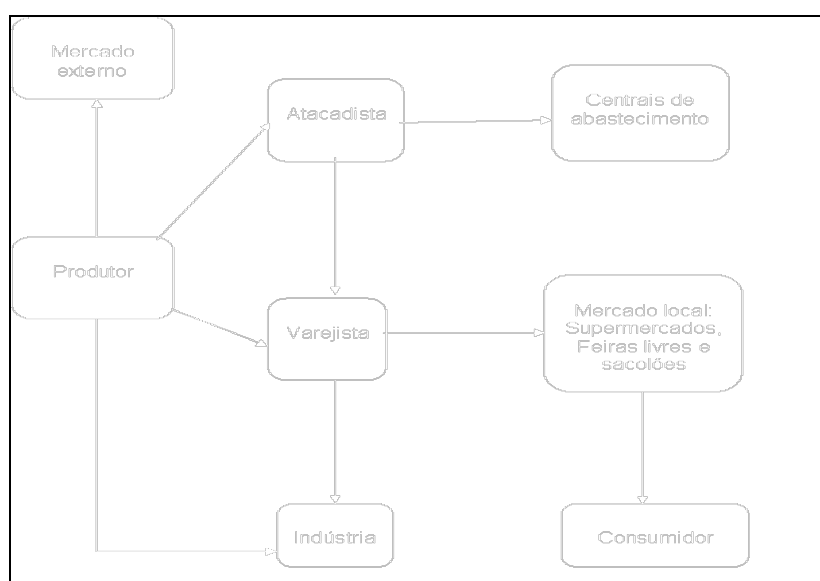 Mercado
externo
Atacadista
Centrais de
abastecimento
Produtor
Varejista
Mercado local:
Supermercados,
Feiras livres e
sacolões
Indústria
Consumidor